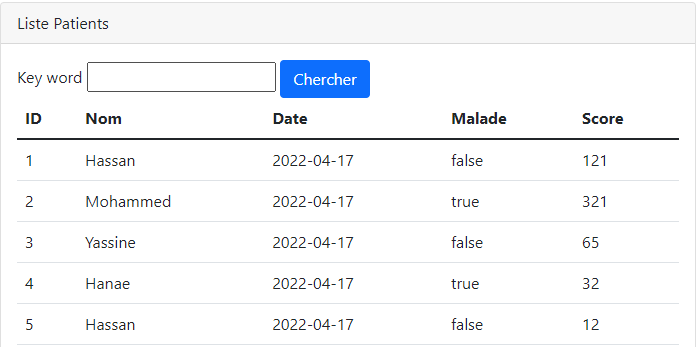 Liste Patients
Key word Chercher
ID Nom Date Malade Score
1 Hassan 2022-04-17 false 121
2 Mohammed 2022-04-17 true 321
3 Yassine 2022-04-17 false 65
4 Hanae 2022-04-17 true 32
5 Hassan 2022-04-17 false 12